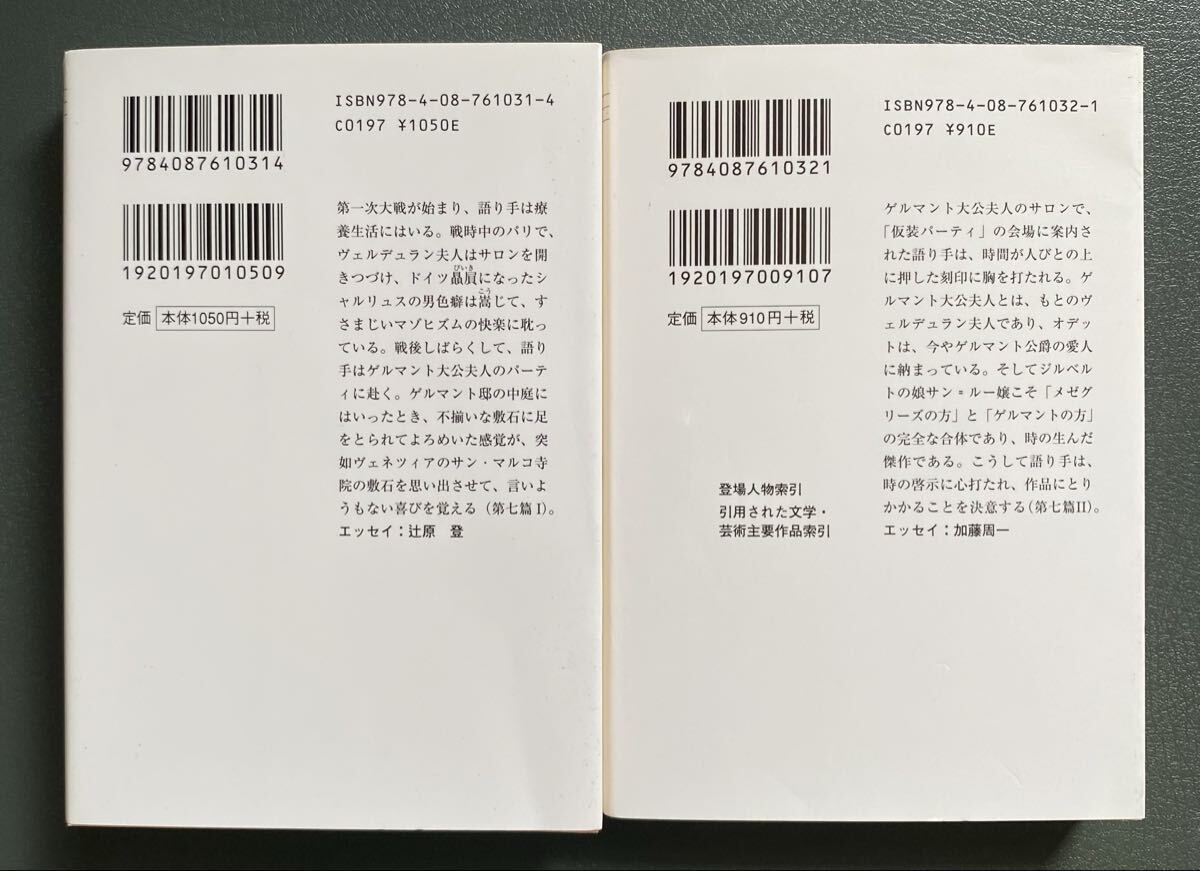 ISBN978-4-08-761031-4
C0197 ¥1050E
9784087610314
1920197010509
定価 本体1050円+税
第一次大戦が始まり、語り手は療
養生活にはいる。戦時中のパリで、
ヴェルデュラン夫人はサロンを開
きつづけ、ドイツ贔屓になったシ
ャルリュスの男色癖は嵩じて、す
さまじいマゾヒズムの快楽に耽っ
ている。戦後しばらくして、語り
手はゲルマント大公夫人のパーテ
ィに赴く。ゲルマント邸の中庭に
はいったとき、不揃いな敷石に足
をとられてよろめいた感覚が、突
如ヴェネツィアのサン・マルコ寺
院の敷石を思い出させて、言いよ
うもない喜びを覚える（第七篇I）。
エッセイ：辻原 登
ISBN978-4-08-761032-1
C0197 ¥910E
9784087610321
1920197009107
定価 本体910円+税
ゲルマント大公夫人のサロンで、
「仮装パーティ」の会場に案内さ
れた語り手は、時間が人びとの上
に押した刻印に胸を打たれる。ゲ
ルマント大公夫人とは、もとのヴ
ェルデュラン夫人であり、オデッ
トは、今やゲルマント公爵の愛人
に納まっている。そしてジルベル
トの娘サン゠ルー嬢こそ「メゼグ
リーズの方」と「ゲルマントの方」
の完全な合体であり、時の生んだ
傑作である。こうして語り手は、
時の啓示に心打たれ、作品にとり
かかることを決意する（第七篇II）。
エッセイ：加藤周一
登場人物索引
引用された文学・
芸術主要作品索引